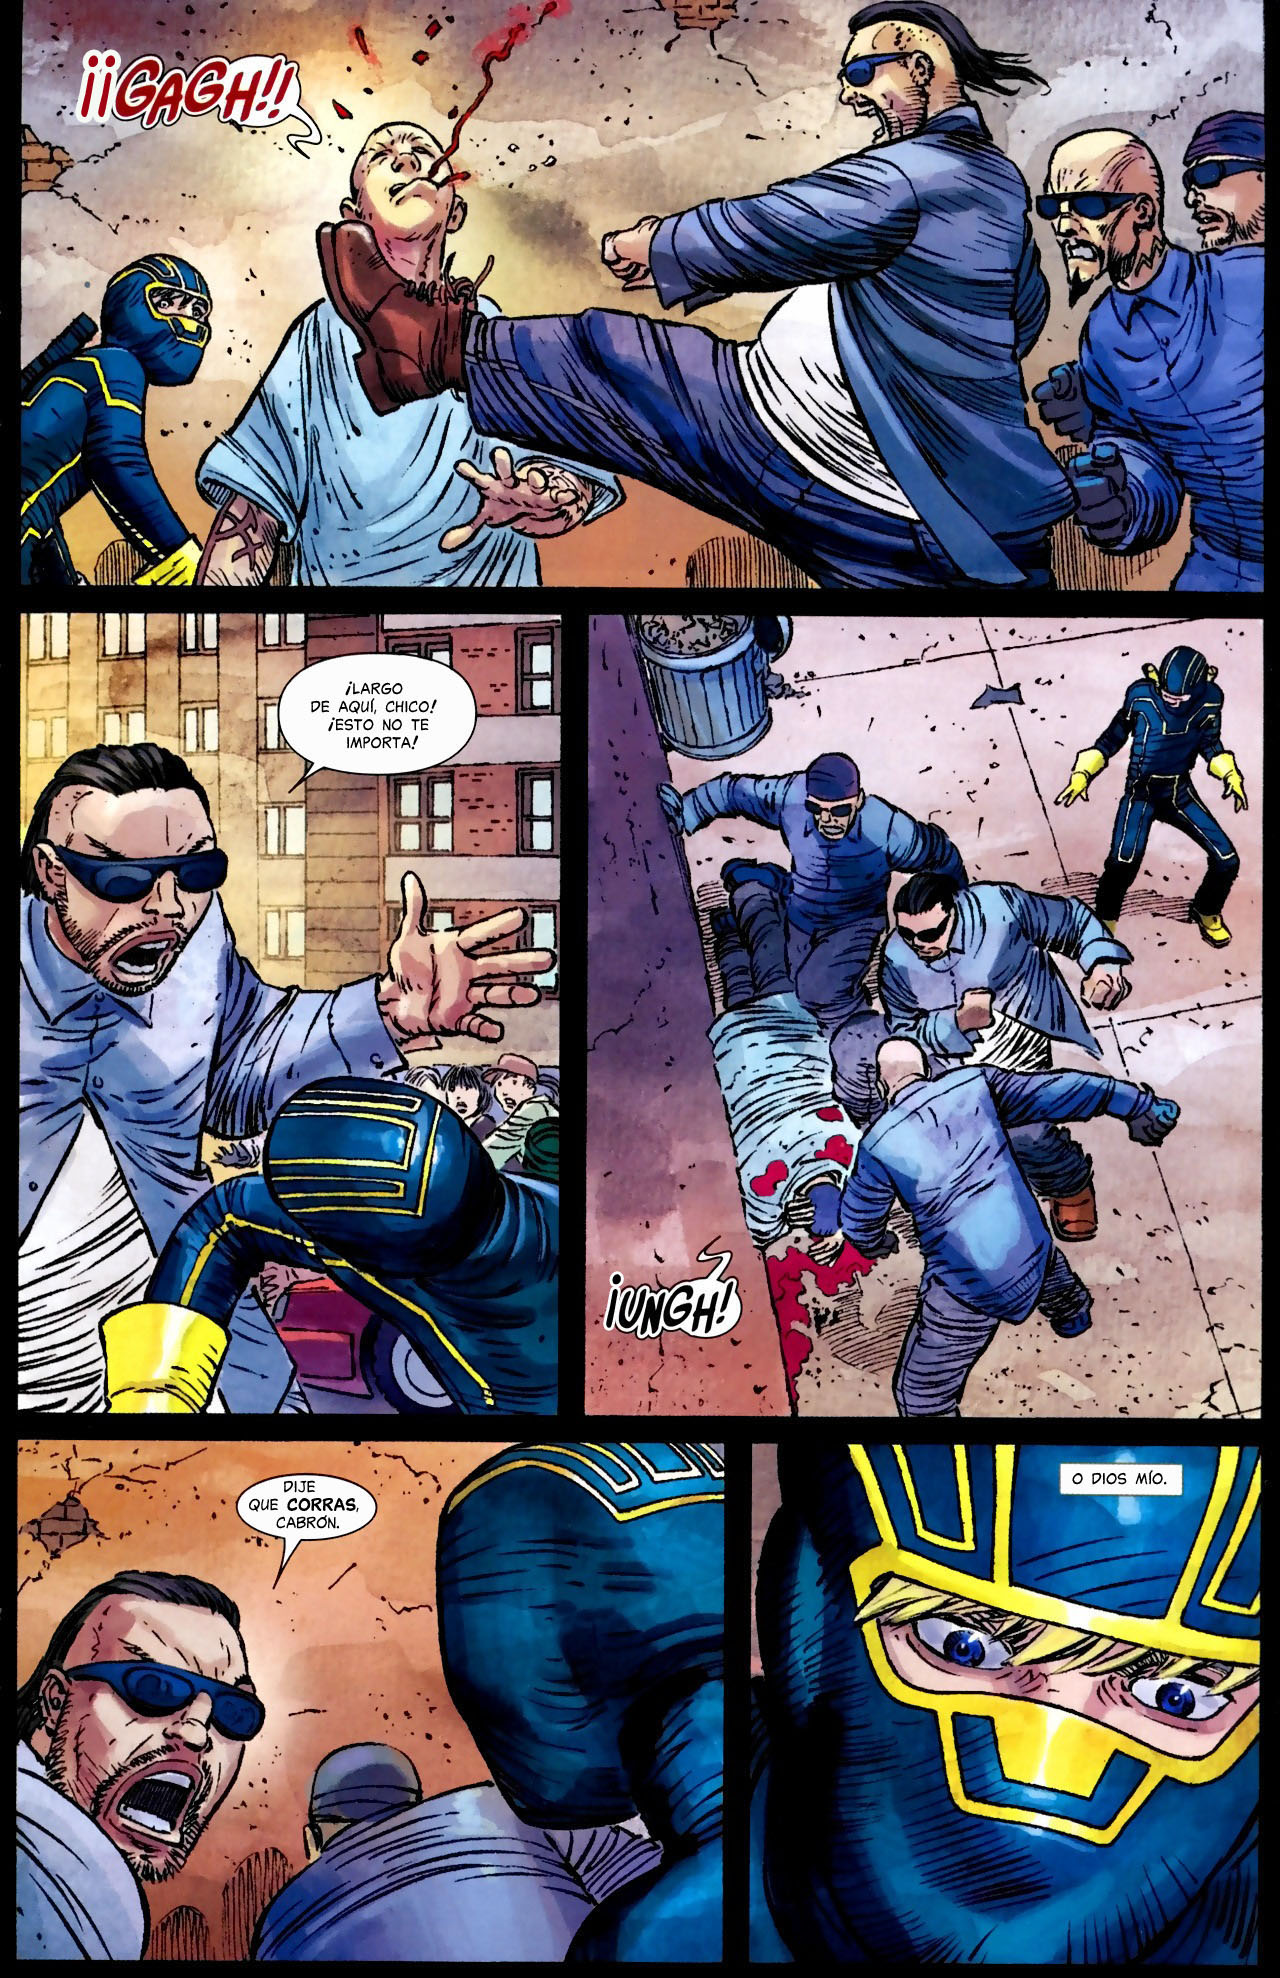 ¡¡GAGH!!
¡LARGO
DE AQUÍ, CHICO!
¡ESTO NO TE
IMPORTA!
¡UNGH!
DIJE
QUE CORRAS,
CABRÓN.
O DIOS MÍO.